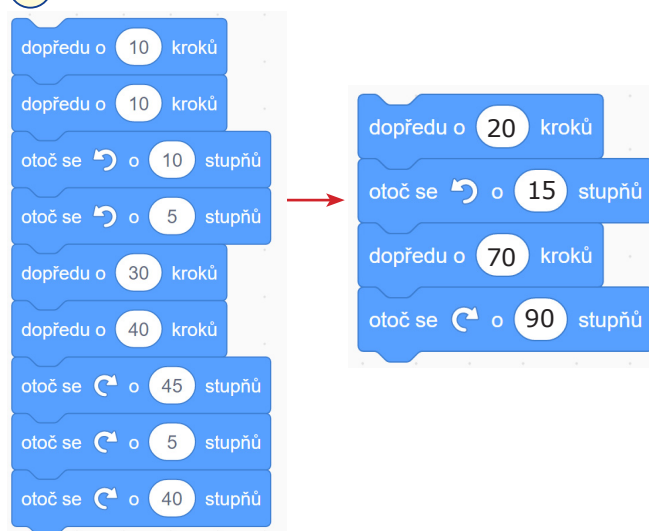 dopředu o 10 kroků
dopředu o 10 kroků
otoč se o 10 stupňů
otoč se o 5 stupňů
dopředu o 30 kroků
dopředu o 40 kroků
otoč se o 45 stupňů
otoč se o 5 stupňů
otoč se o 40 stupňů
dopředu o 20 kroků
otoč se o 15 stupňů
dopředu o 70 kroků
otoč se o 90 stupňů